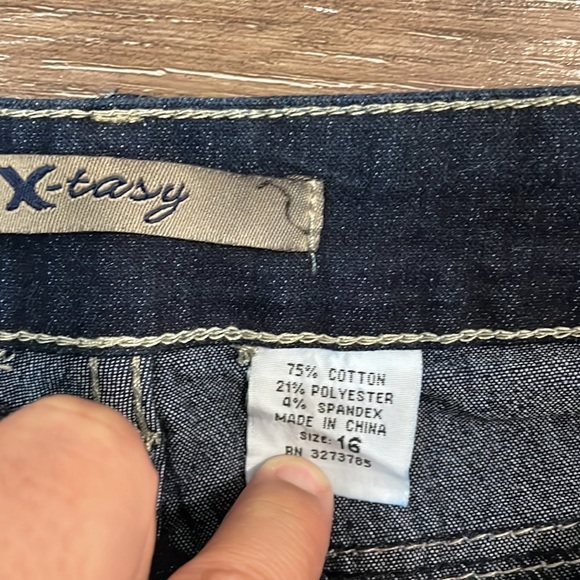 X-tasy
75% COTTON
21% POLYESTER
4% SPANDEX
MADE IN CHINA
SIZE: 16
RN 3273785